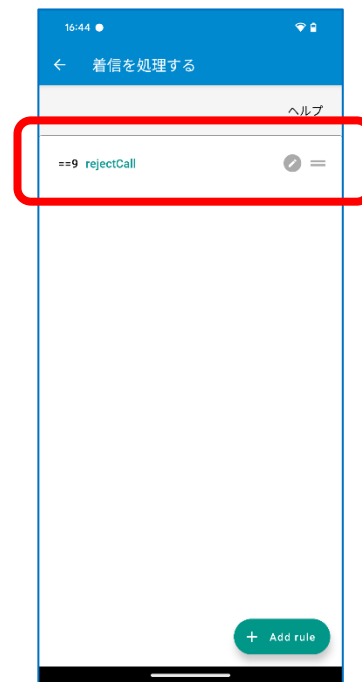 16:44
着信を処理する
ヘルプ
==9 rejectCall
+ Add rule